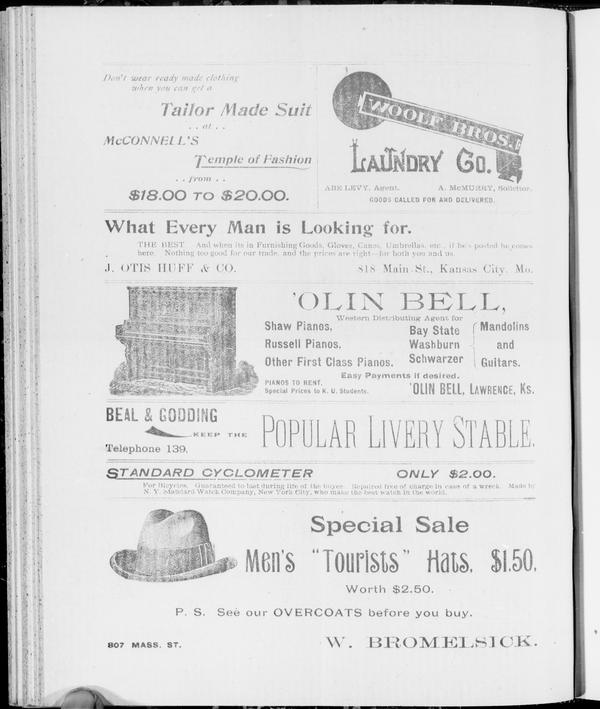 Don't wear ready made clothing
when you can get a
Tailor Made Suit
. . at . .
McCONNELL'S
Temple of Fashion
. . from . .
$18.00 TO $20.00.
WOOLF BROS.
LAUNDRY CO.
ABE LEVY, Agent. A. McMURRY, Solicitor.
GOODS CALLED FOR AND DELIVERED.
What Every Man is Looking for.
THE BEST. And when its in Furnishing Goods, Gloves, Canes, Umbrellas, etc., if he's posted he comes
here. Nothing too good for our trade, and the prices are right—for both you and us.
J. OTIS HUFF & CO. 818 Main St., Kansas City, Mo.
'OLIN BELL,
Western Distributing Agent for
Shaw Pianos,
Russell Pianos,
Other First Class Pianos.
Bay State
Washburn
Schwarzer
Mandolins
and
Guitars.
Easy Payments if desired.
PIANOS TO RENT.
Special Prices to K. U. Students.
'OLIN BELL, LAWRENCE, KS.
BEAL & GODDING
KEEP THE
Telephone 139.
POPULAR LIVERY STABLE.
STANDARD CYCLOMETER ONLY $2.00.
For Bicycles. Guaranteed to last during life of the buyer. Repaired free of charge in case of a wreck. Made by
N. Y. Standard Watch Company, New York City, who make the best watch in the world.
Special Sale
Men's "Tourists" Hats, $1.50,
Worth $2.50.
P. S. See our OVERCOATS before you buy.
807 MASS. ST. W. BROMELSICK.